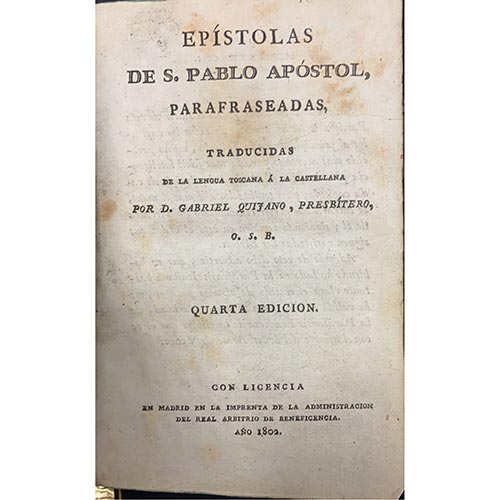 EPÍSTOLAS
DE S. PABLO APÓSTOL,
PARAFRASEADAS,
TRADUCIDAS
DE LA LENGUA TOSCANA Á LA CASTELLANA
POR D. GABRIEL QUIJANO, PRESBÍTERO,
O. S. B.
QUARTA EDICION.
CON LICENCIA
EN MADRID EN LA IMPRENTA DE LA ADMINISTRACION
DEL REAL ARBITRIO DE BENEFICENCIA.
AÑO 1802.